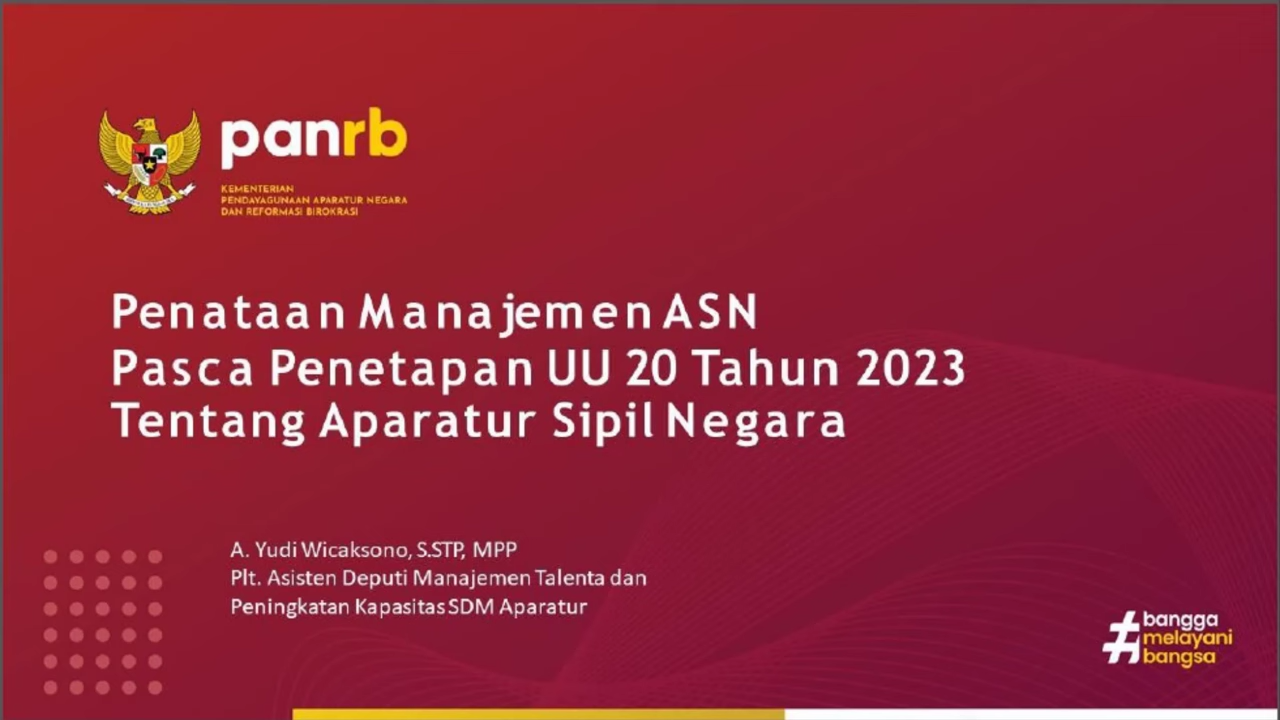 panrb
KEMENTERIAN
PENDAYAGUNAAN APARATUR NEGARA
DAN REFORMASI BIROKRASI
Penataan Manajemen ASN
Pasca Penetapan UU 20 Tahun 2023
Tentang Aparatur Sipil Negara
A. Yudi Wicaksono, S.STP, MPP
Plt. Asisten Deputi Manajemen Talenta dan
Peningkatan Kapasitas SDM Aparatur
#bangga
melayani
bangsa